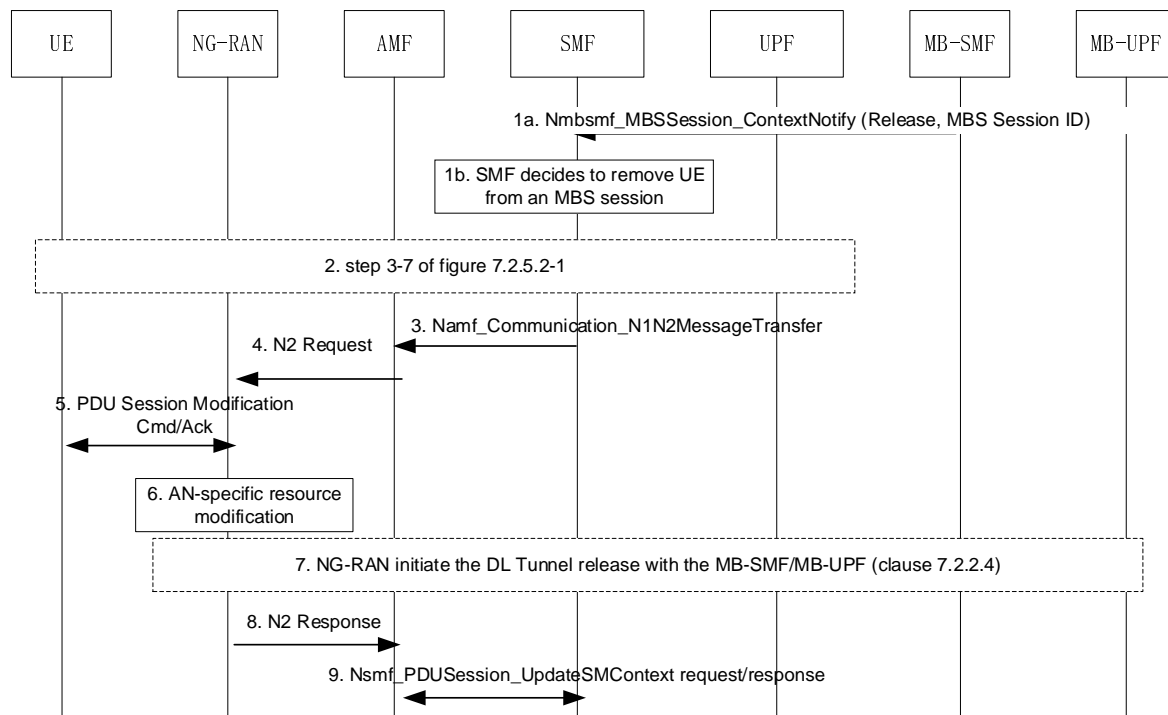 UE
NG-RAN
AMF
SMF
UPF
MB-SMF
MB-UPF
1a. Nmbsmf_MBSSession_ContextNotify (Release, MBS Session ID)
1b. SMF decides to remove UE
from an MBS session
2. step 3-7 of figure 7.2.5.2-1
3. Namf_Communication_N1N2MessageTransfer
4. N2 Request
5. PDU Session Modification
Cmd/Ack
6. AN-specific resource
modification
7. NG-RAN initiate the DL Tunnel release with the MB-SMF/MB-UPF (clause 7.2.2.4)
8. N2 Response
9. Nsmf_PDUSession_UpdateSMContext request/response